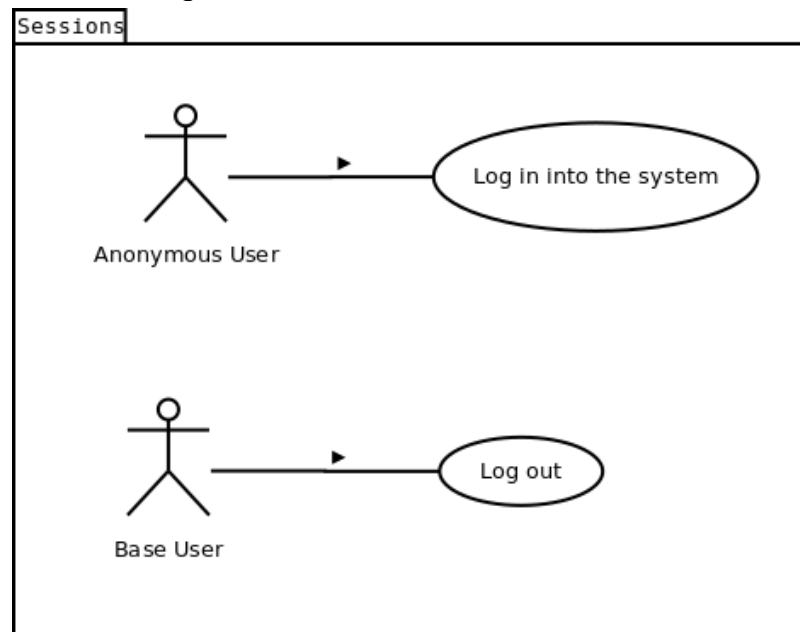 Sessions
Log in into the system
Anonymous User
Log out
Base User